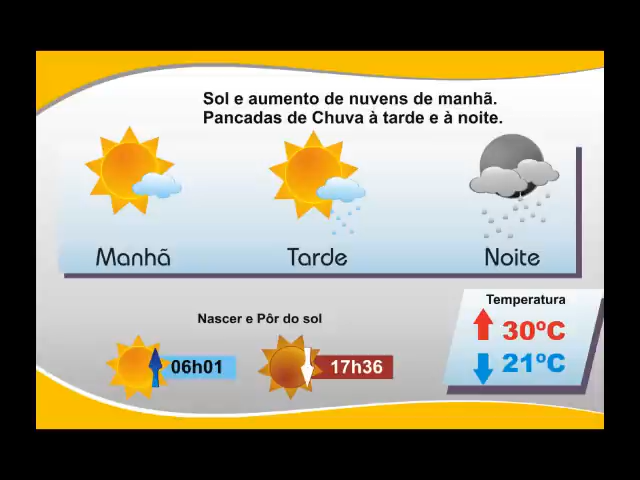 Sol e aumento de nuvens de manhã.
Pancadas de Chuva à tarde e à noite.
Manhã
Tarde
Noite
Nascer e Pôr do sol
06h01
17h36
Temperatura
30ºC
21ºC